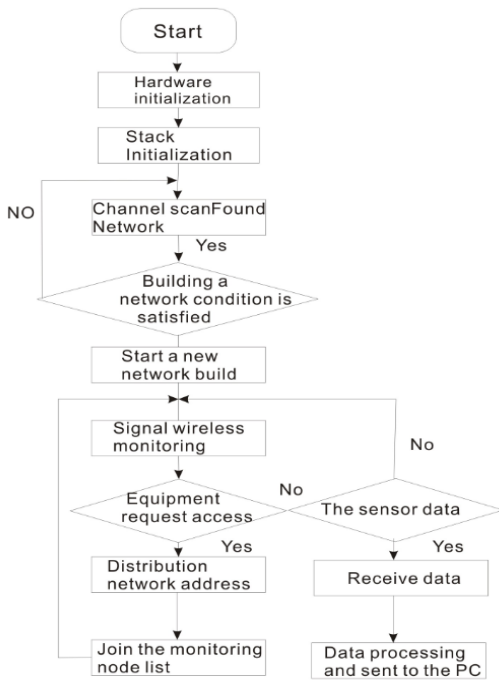 Start
Hardware
initialization
Stack
Initialization
NO
Channel scanFound
Network
Yes
Building a
network condition is
satisfied
Start a new
network build
Signal wireless
monitoring
No
No
Equipment
request access
The sensor data
Yes
Yes
Distribution
network address
Receive data
Join the monitoring
node list
Data processing
and sent to the PC